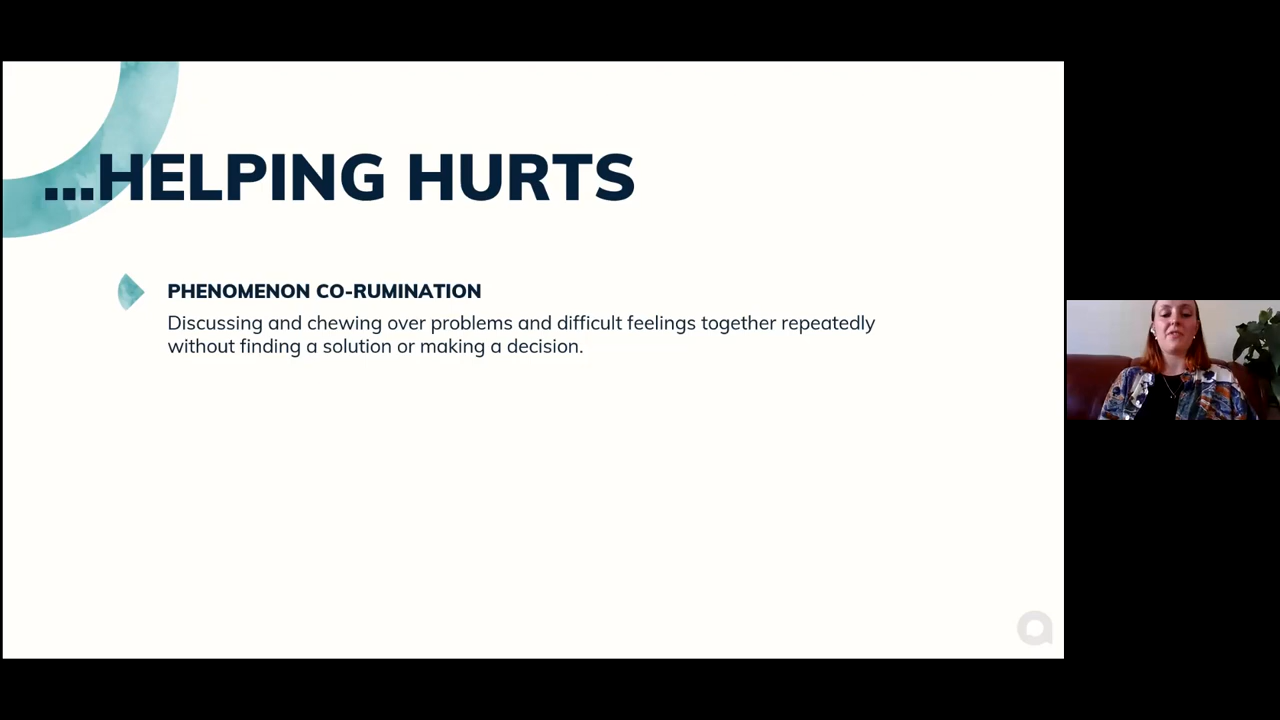 ...HELPING HURTS
PHENOMENON CO-RUMINATION
Discussing and chewing over problems and difficult feelings together repeatedly
without finding a solution or making a decision.